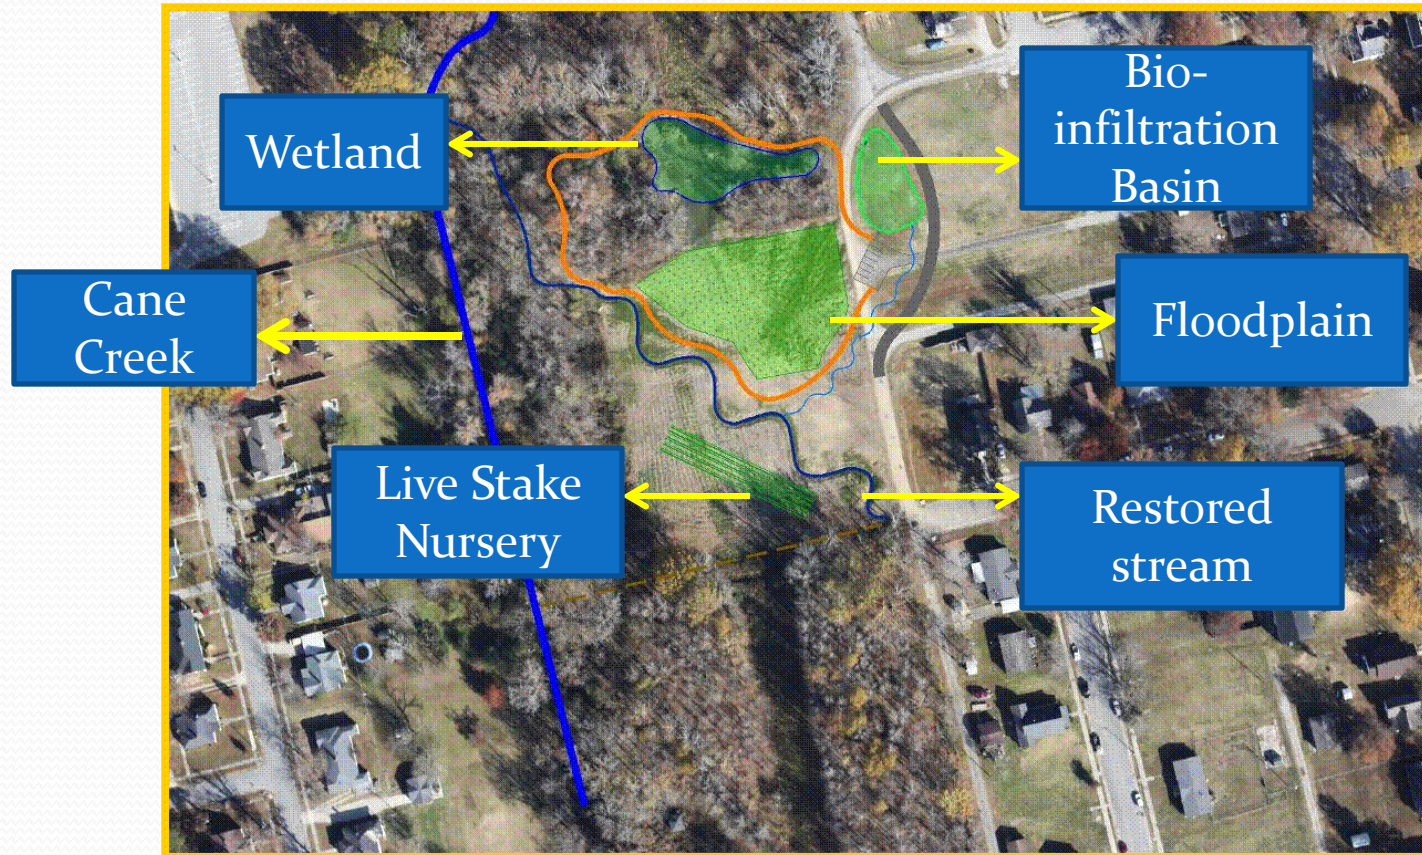 Wetland
Bio-
infiltration
Basin
Cane
Creek
Floodplain
Live Stake
Nursery
Restored
stream